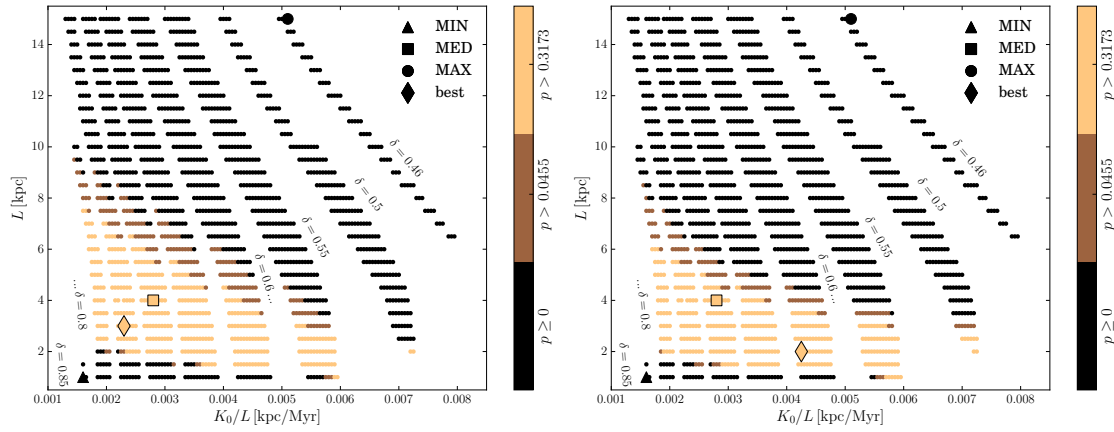 MIN
MED
MAX
best
14
12
10
8
6
4
2
L [kpc]
δ = 0.46
δ = 0.5
δ = 0.55
δ = 0.6 ...
... δ = 0.8
δ = 0.85
0.001 0.002 0.003 0.004 0.005 0.006 0.007 0.008
K₀/L [kpc/Myr]
p > 0.3173
p > 0.0455
p ≥ 0
MIN
MED
MAX
best
14
12
10
8
6
4
2
L [kpc]
δ = 0.46
δ = 0.5
δ = 0.55
δ = 0.6 ...
... δ = 0.8
δ = 0.85
0.001 0.002 0.003 0.004 0.005 0.006 0.007 0.008
K₀/L [kpc/Myr]
p > 0.3173
p > 0.0455
p ≥ 0